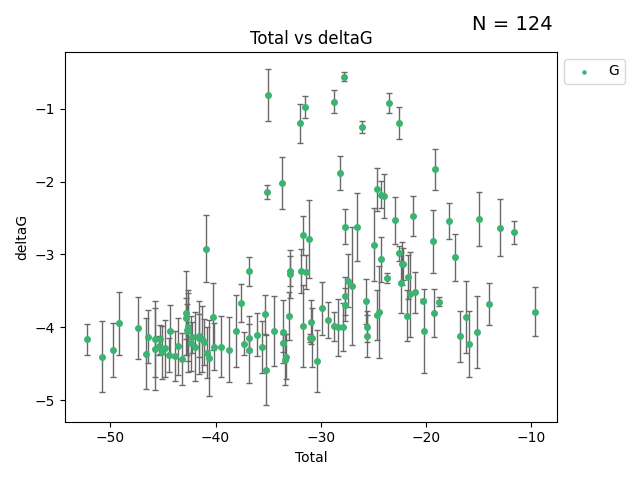 N = 124
Total vs deltaG
G
−1
−2
−3
−4
−5
deltaG
−50 −40 −30 −20 −10
Total